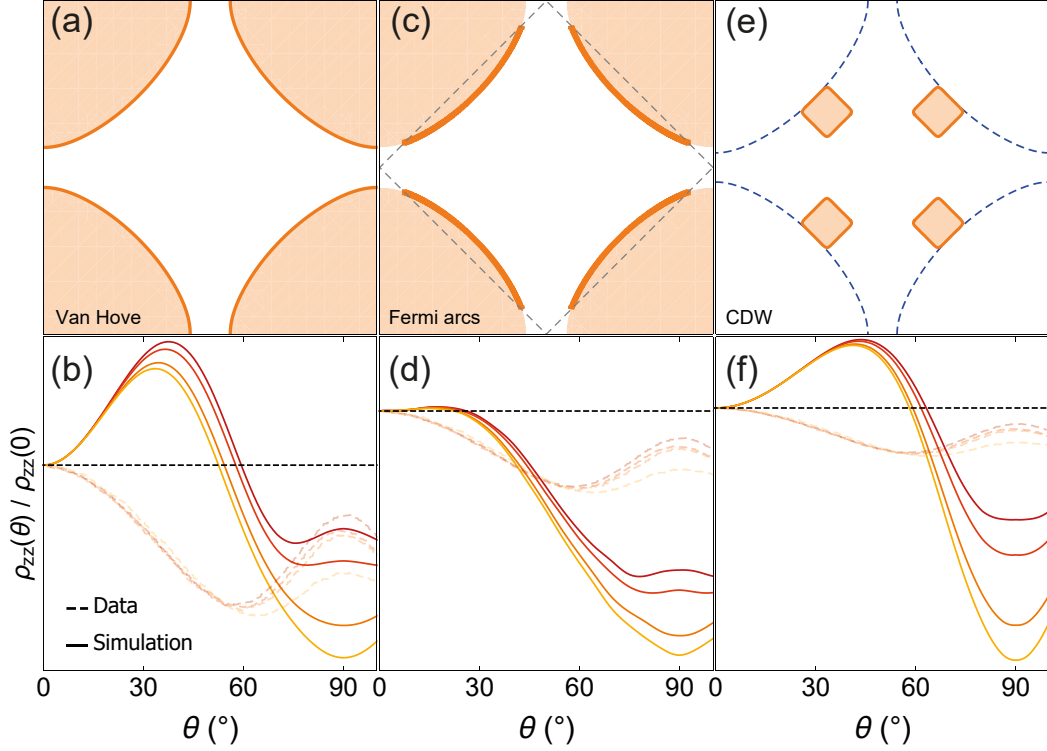 (a)
(c)
(e)
Van Hove
Fermi arcs
CDW
(b)
(d)
(f)
ρzz(θ) / ρzz(0)
Data
Simulation
0 30 60 90
0 30 60 90
0 30 60 90
θ (°)
θ (°)
θ (°)